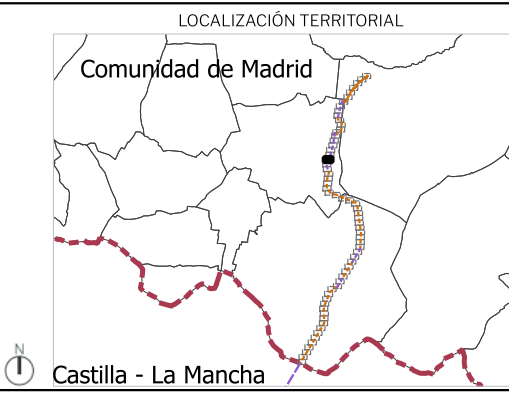 LOCALIZACIÓN TERRITORIAL
Comunidad de Madrid
N
Castilla - La Mancha